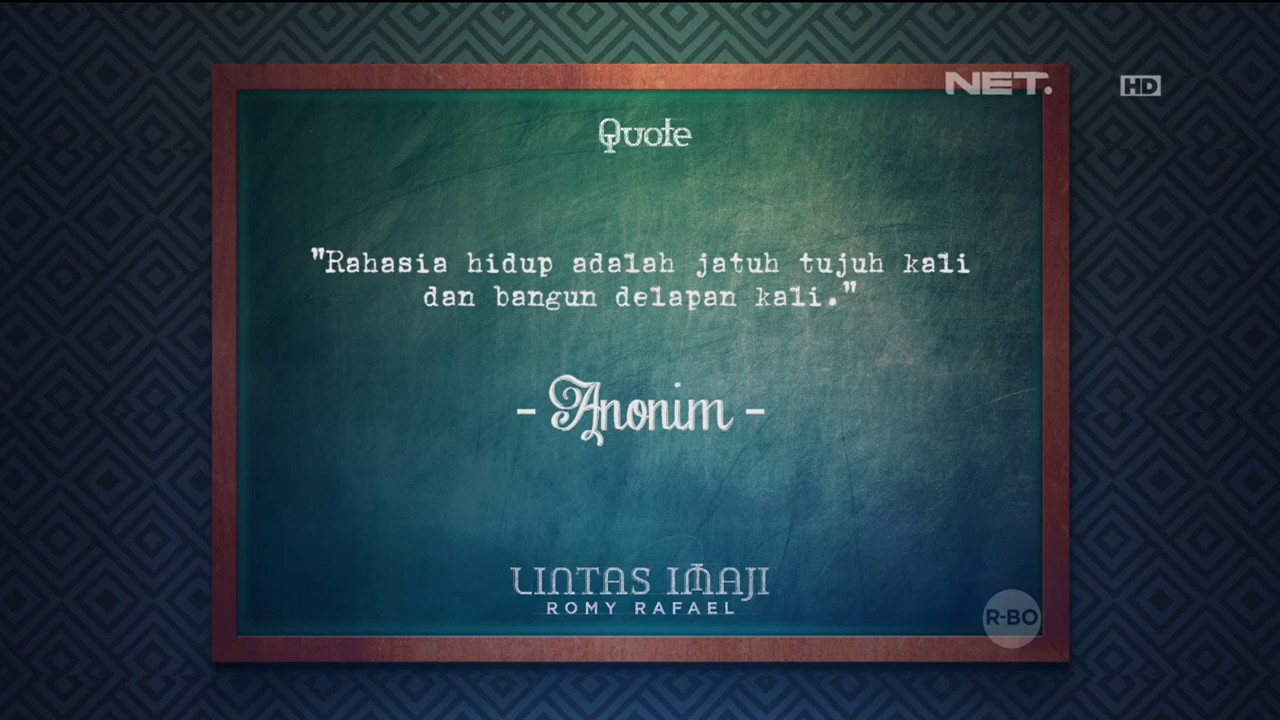 NET.
HD
Quote
"Rahasia hidup adalah jatuh tujuh kali
dan bangun delapan kali."
- Anonim -
LINTAS IMAJI
ROMY RAFAEL
R-BO